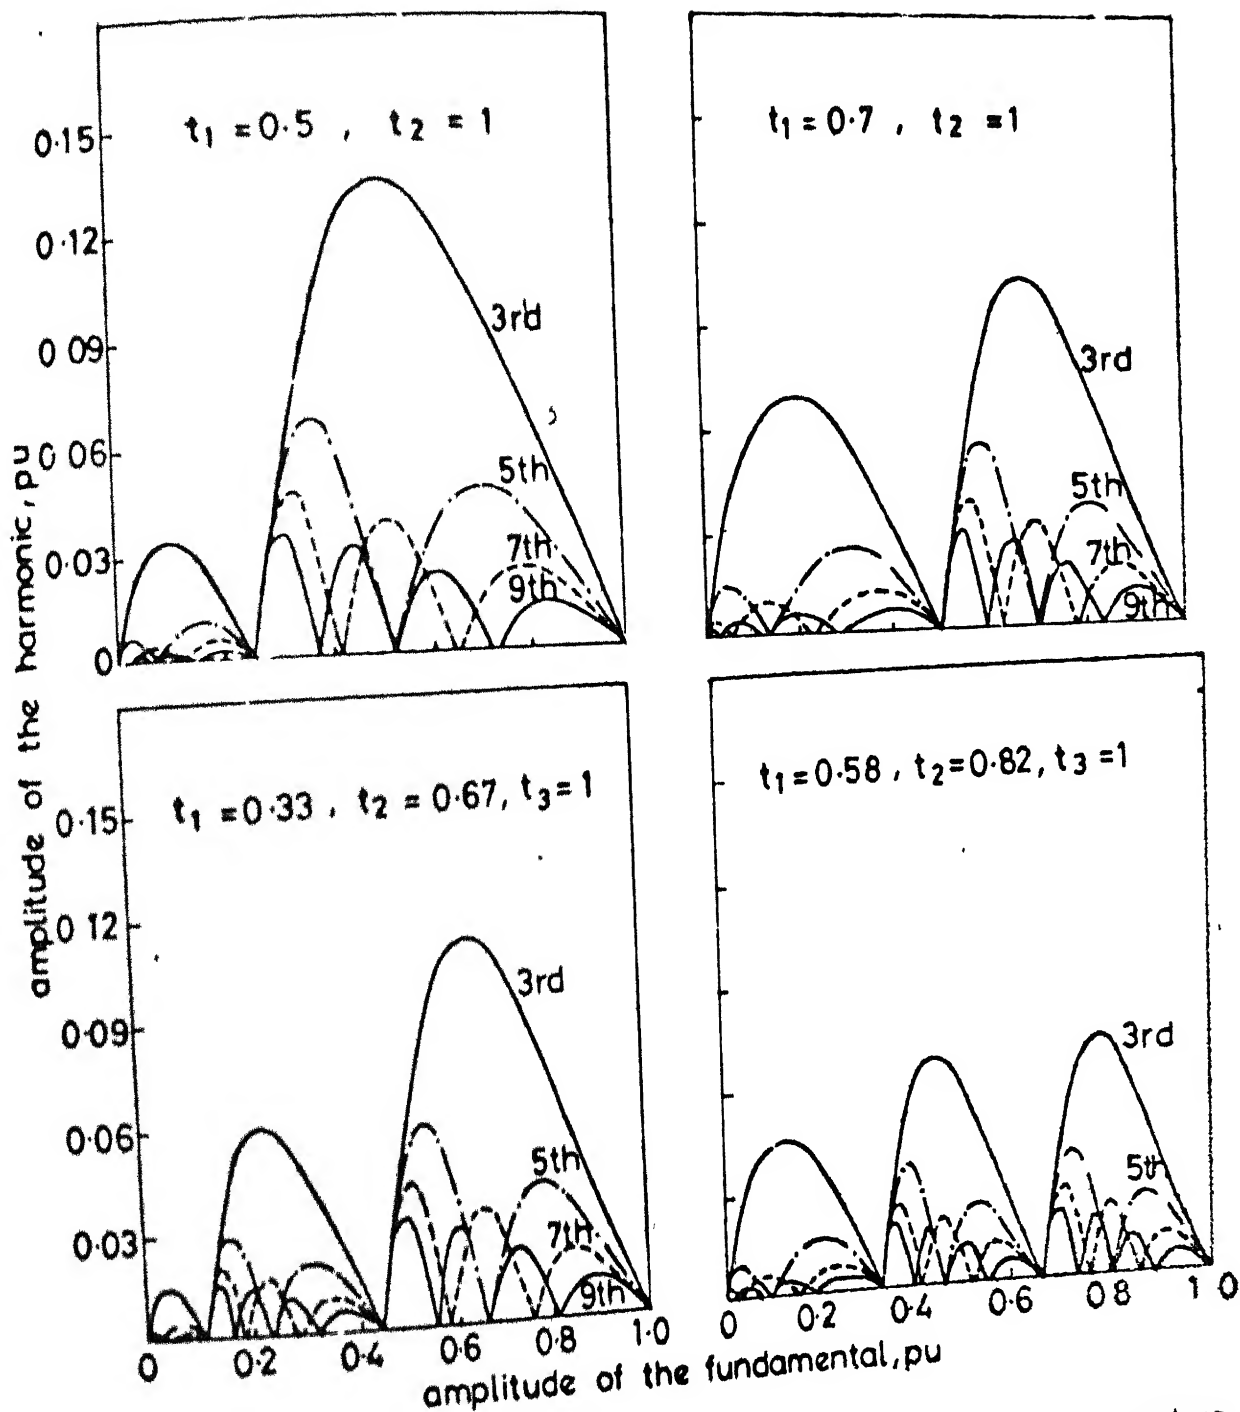 t1 = 0·5 , t2 = 1
0·15
0·12
0 09
0 06
0·03
0
3rd
5th
7th
9th
t1 = 0·7 , t2 = 1
3rd
5th
7th
9th
amplitude of the harmonic, pu
t1 = 0·33 , t2 = 0·67, t3 = 1
0·15
0 12
0·09
0·06
0·03
3rd
5th
7th
9th
0 0·2 0·4 0·6 0·8 1·0
t1 = 0·58 , t2 = 0·82, t3 = 1
3rd
5th
0 0·2 0·4 0·6 0 8 1 0
amplitude of the fundamental, pu